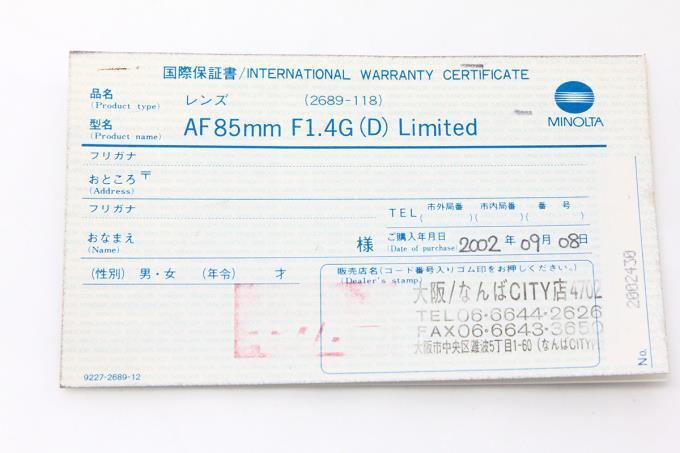 国際保証書/INTERNATIONAL WARRANTY CERTIFICATE
品名
(Product type)
レンズ (2689-118)
型名
(Product name)
AF85mm F1.4G(D) Limited
MINOLTA
フリガナ
おところ 〒
(Address)
フリガナ
TEL 市外局番( ) 市内局番( ) 番号( )
おなまえ
(Name)
様
ご購入年月日
(Date of purchase)
2002年09月08日
(性別) 男・女 (年令) 才
販売店名(コード番号入りゴム印をお押しください。)
(Dealer's stamp)
大阪/なんばCITY店 4702
TEL06・6644・2626
FAX06・6643・3650
大阪市中央区難波5丁目1-60 (なんばCITY)
9227-2689-12
No. 2002430